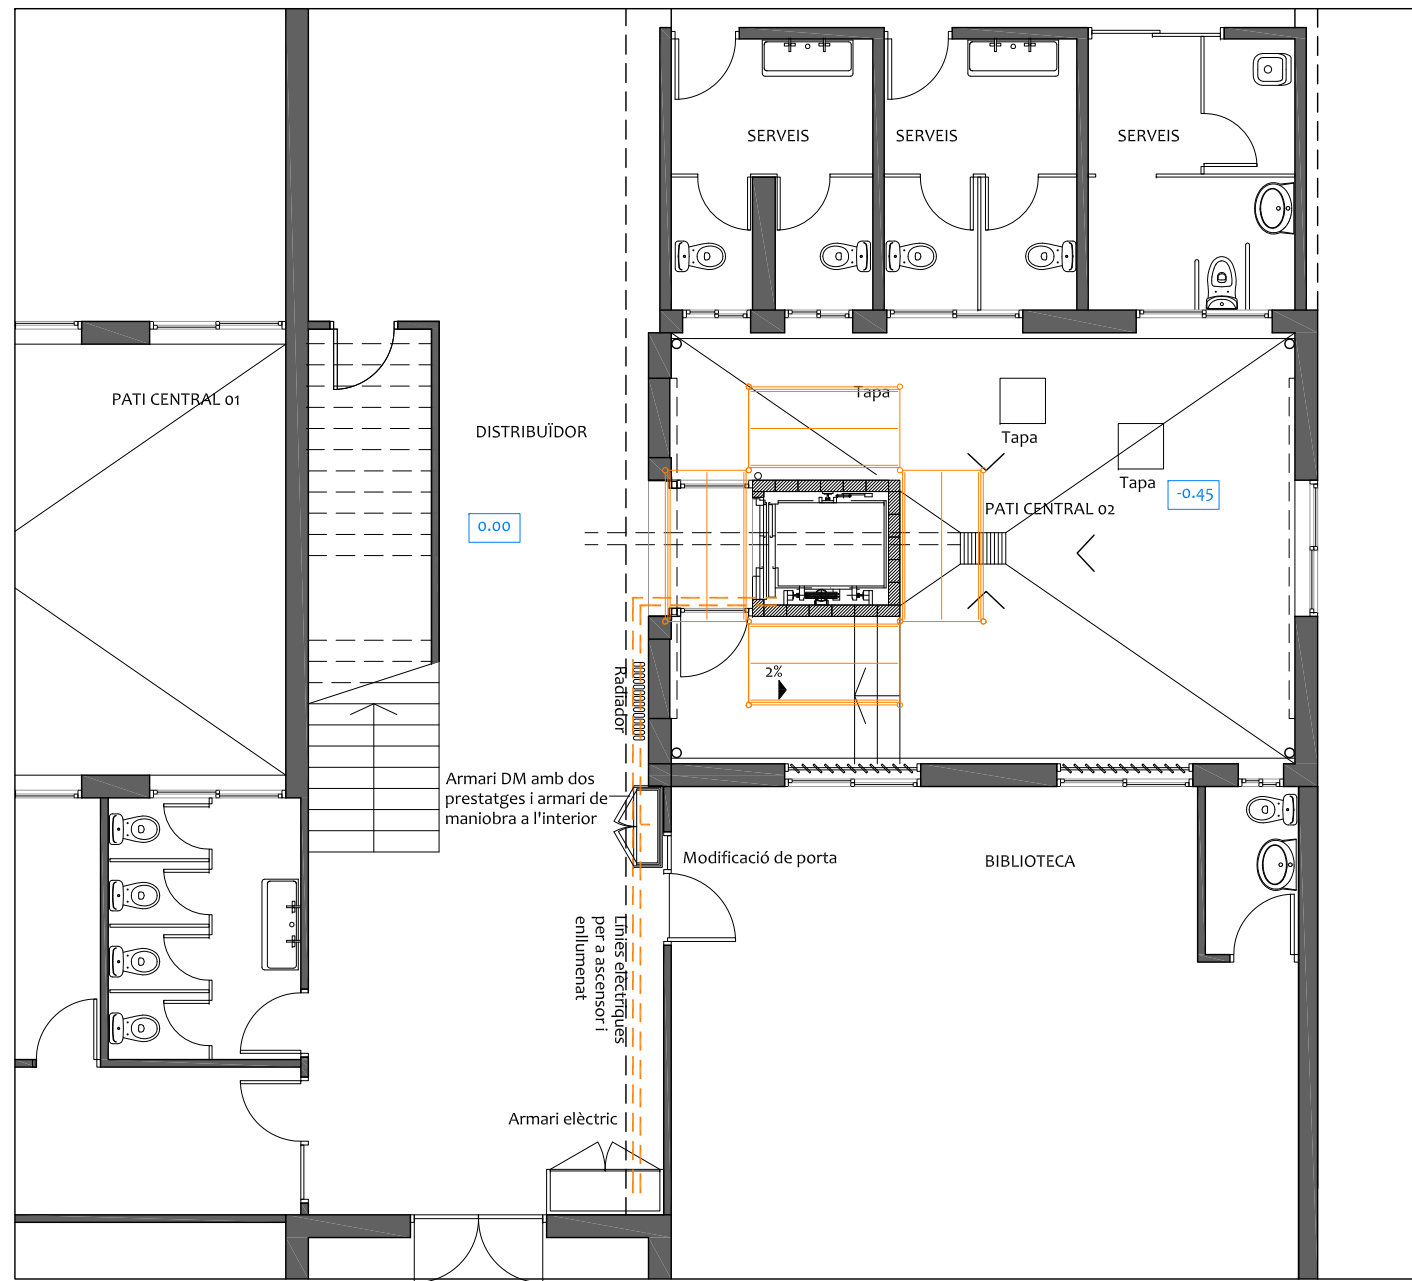 SERVEIS
SERVEIS
SERVEIS
PATI CENTRAL 01
Tapa
DISTRIBUÏDOR
Tapa
Tapa
-0.45
PATI CENTRAL 02
0.00
2%
Radiador
Armari DM amb dos
prestatges i armari de
maniobra a l'interior
Modificació de porta
BIBLIOTECA
Línies elèctriques
per a ascensor i
enllumenat
Armari elèctric